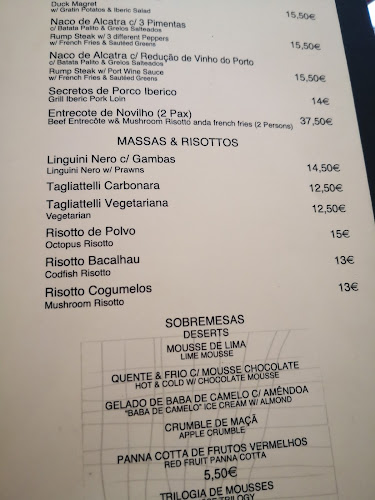 Duck Magret
w/ Gratin Potatos & Iberic Salad
15,50€
Naco de Alcatra c/ 3 Pimentas
c/ Batata Palito & Grelos Salteados
Rump Steak w/ 3 different Peppers
w/ French Fries & Sautéed Greens
15,50€
Naco de Alcatra c/ Redução de Vinho do Porto
c/ Batata Palito & Grelos Salteados
Rump Steak w/ Port Wine Sauce
w/ French Fries & Sautéed Greens
15,50€
Secretos de Porco Iberico
Grill Iberic Pork Loin
14€
Entrecote de Novilho (2 Pax)
Beef Entrecôte w/ Mushroom Risotto anda french fries (2 Persons)
37,50€
MASSAS & RISOTTOS
Linguini Nero c/ Gambas
Linguini Nero w/ Prawns
14,50€
Tagliattelli Carbonara
12,50€
Tagliattelli Vegetariana
Vegetarian
12,50€
Risotto de Polvo
Octopus Risotto
15€
Risotto Bacalhau
Codfish Risotto
13€
Risotto Cogumelos
Mushroom Risotto
13€
SOBREMESAS
DESERTS
MOUSSE DE LIMA
LIME MOUSSE
QUENTE & FRIO C/ MOUSSE CHOCOLATE
HOT & COLD W/ CHOCOLATE MOUSSE
GELADO DE BABA DE CAMELO C/ AMÊNDOA
"BABA DE CAMELO" ICE CREAM W/ ALMOND
CRUMBLE DE MAÇÃ
APPLE CRUMBLE
PANNA COTTA DE FRUTOS VERMELHOS
RED FRUIT PANNA COTTA
5,50€
TRILOGIA DE MOUSSES
TRILOGY